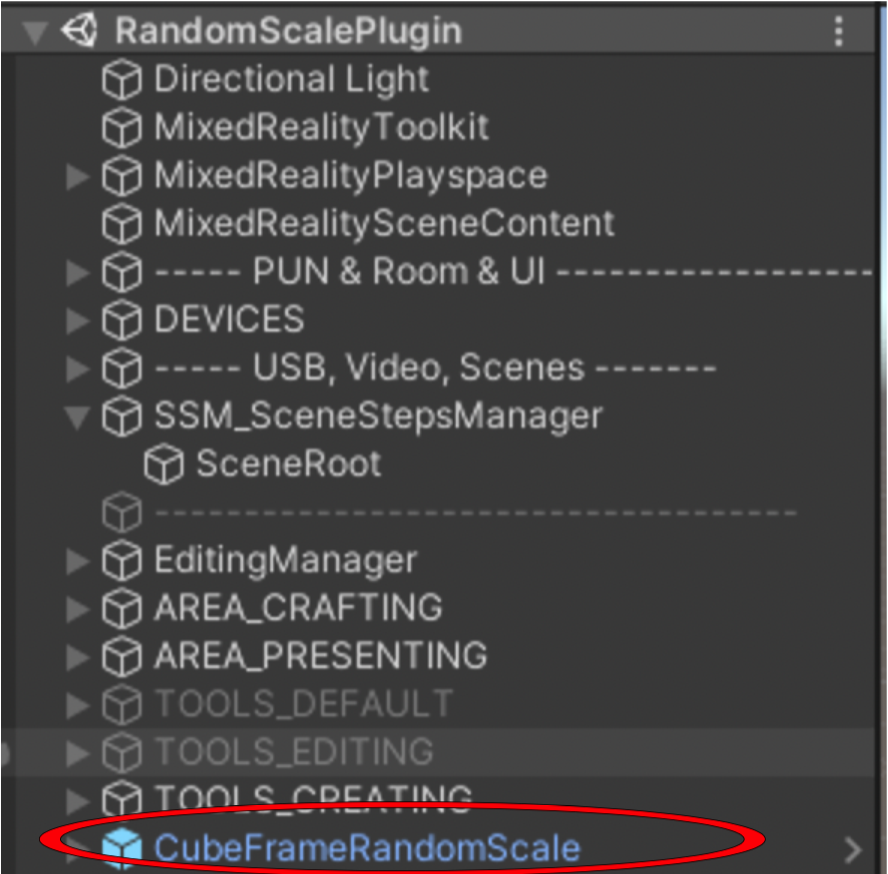 RandomScalePlugin
Directional Light
MixedRealityToolkit
MixedRealityPlayspace
MixedRealitySceneContent
----- PUN & Room & UI ------------------
DEVICES
----- USB, Video, Scenes -------
SSM_SceneStepsManager
SceneRoot
------------------------------------
EditingManager
AREA_CRAFTING
AREA_PRESENTING
TOOLS_DEFAULT
TOOLS_EDITING
TOOLS_CREATING
CubeFrameRandomScale